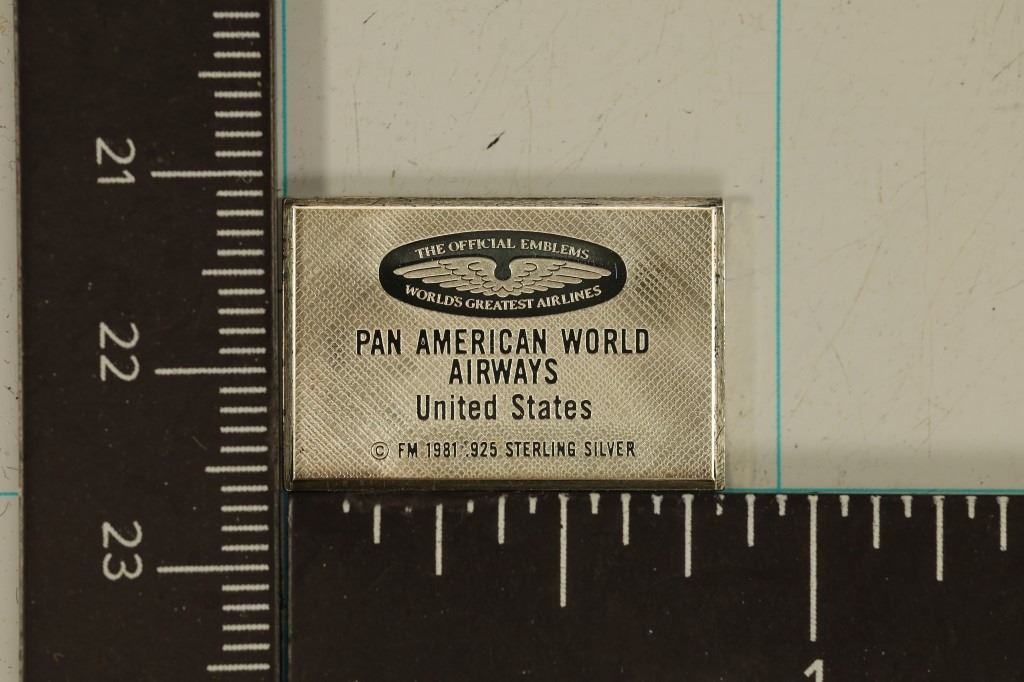 THE OFFICIAL EMBLEMS
WORLD'S GREATEST AIRLINES
PAN AMERICAN WORLD
AIRWAYS
United States
© FM 1981 .925 STERLING SILVER
21
22
23
1